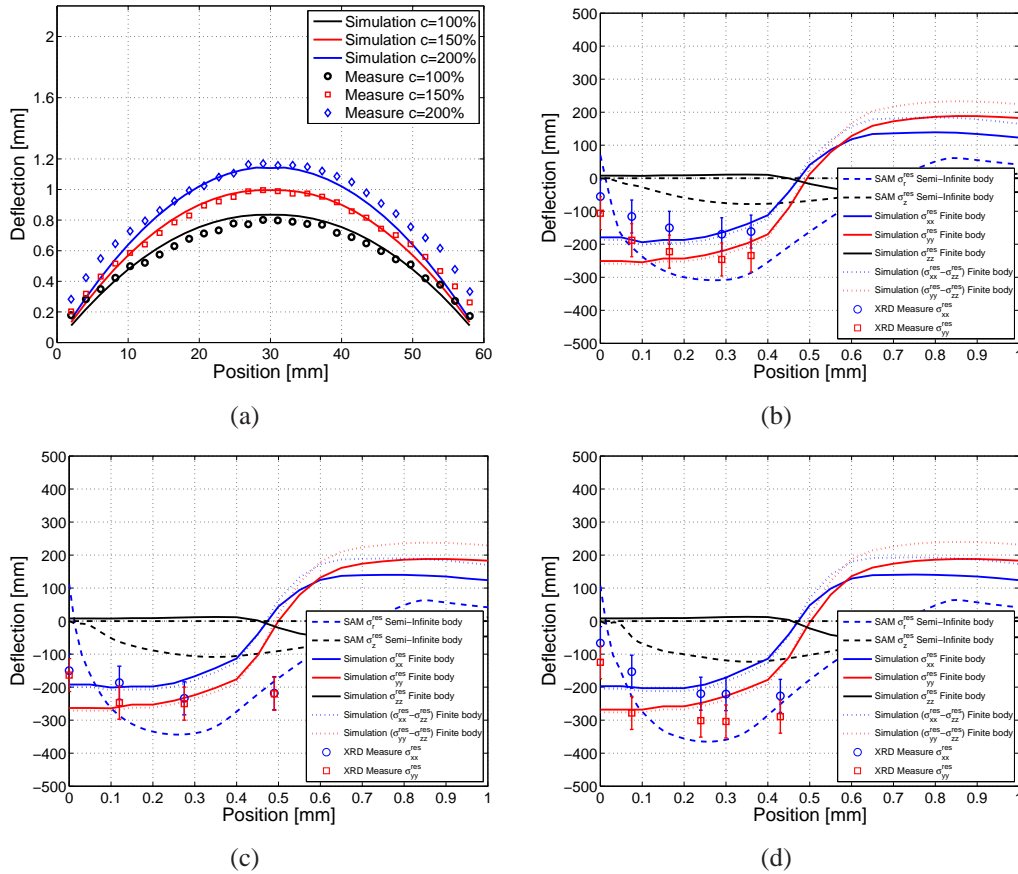 2
1.6
1.2
1
0.8
0.6
0.4
0.2
0
0 10 20 30 40 50 60
Deflection [mm]
Position [mm]
Simulation c=100%
Simulation c=150%
Simulation c=200%
Measure c=100%
Measure c=150%
Measure c=200%
(a)
500
400
300
200
100
0
−100
−200
−300
−400
−500
0 0.1 0.2 0.3 0.4 0.5 0.6 0.7 0.8 0.9 1
Deflection [mm]
Position [mm]
SAM σ_r^res Semi−Infinite body
SAM σ_z^res Semi−Infinite body
Simulation σ_xx^res Finite body
Simulation σ_yy^res Finite body
Simulation σ_zz^res Finite body
Simulation (σ_xx^res−σ_zz^res) Finite body
Simulation (σ_yy^res−σ_zz^res) Finite body
XRD Measure σ_xx^res
XRD Measure σ_yy^res
(b)
500
400
300
200
100
0
−100
−200
−300
−400
−500
0 0.1 0.2 0.3 0.4 0.5 0.6 0.7 0.8 0.9 1
Deflection [mm]
Position [mm]
SAM σ_r^res Semi−Infinite body
SAM σ_z^res Semi−Infinite body
Simulation σ_xx^res Finite body
Simulation σ_yy^res Finite body
Simulation σ_zz^res Finite body
Simulation (σ_xx^res−σ_zz^res) Finite body
Simulation (σ_yy^res−σ_zz^res) Finite body
XRD Measure σ_xx^res
XRD Measure σ_yy^res
(c)
500
400
300
200
100
0
−100
−200
−300
−400
−500
0 0.1 0.2 0.3 0.4 0.5 0.6 0.7 0.8 0.9 1
Deflection [mm]
Position [mm]
SAM σ_r^res Semi−Infinite body
SAM σ_z^res Semi−Infinite body
Simulation σ_xx^res Finite body
Simulation σ_yy^res Finite body
Simulation σ_zz^res Finite body
Simulation (σ_xx^res−σ_zz^res) Finite body
Simulation (σ_yy^res−σ_zz^res) Finite body
XRD Measure σ_xx^res
XRD Measure σ_yy^res
(d)